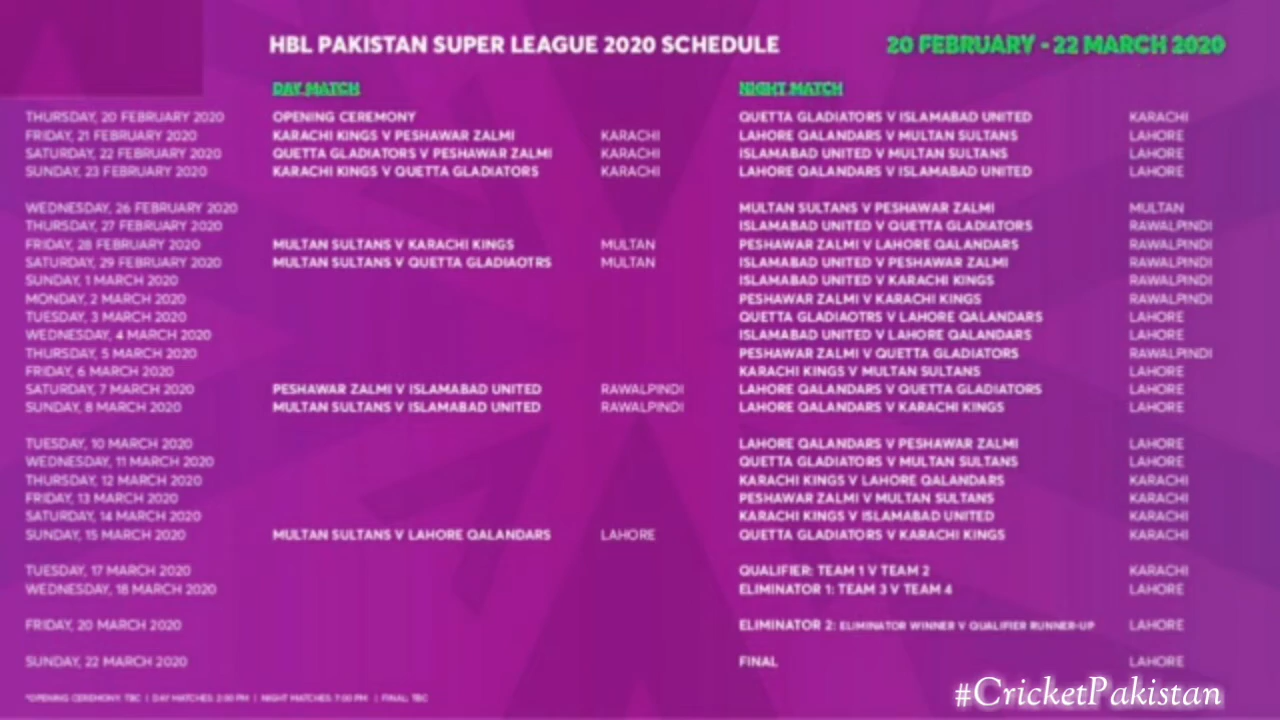 HBL PAKISTAN SUPER LEAGUE 2020 SCHEDULE 20 FEBRUARY - 22 MARCH 2020
DAY MATCH NIGHT MATCH
THURSDAY, 20 FEBRUARY 2020 OPENING CEREMONY QUETTA GLADIATORS V ISLAMABAD UNITED KARACHI
FRIDAY, 21 FEBRUARY 2020 KARACHI KINGS V PESHAWAR ZALMI KARACHI LAHORE QALANDARS V MULTAN SULTANS LAHORE
SATURDAY, 22 FEBRUARY 2020 QUETTA GLADIATORS V PESHAWAR ZALMI KARACHI ISLAMABAD UNITED V MULTAN SULTANS LAHORE
SUNDAY, 23 FEBRUARY 2020 KARACHI KINGS V QUETTA GLADIATORS KARACHI LAHORE QALANDARS V ISLAMABAD UNITED LAHORE
WEDNESDAY, 26 FEBRUARY 2020 MULTAN SULTANS V PESHAWAR ZALMI MULTAN
THURSDAY, 27 FEBRUARY 2020 ISLAMABAD UNITED V QUETTA GLADIATORS RAWALPINDI
FRIDAY, 28 FEBRUARY 2020 MULTAN SULTANS V KARACHI KINGS MULTAN PESHAWAR ZALMI V LAHORE QALANDARS RAWALPINDI
SATURDAY, 29 FEBRUARY 2020 MULTAN SULTANS V QUETTA GLADIAOTRS MULTAN ISLAMABAD UNITED V PESHAWAR ZALMI RAWALPINDI
SUNDAY, 1 MARCH 2020 ISLAMABAD UNITED V KARACHI KINGS RAWALPINDI
MONDAY, 2 MARCH 2020 PESHAWAR ZALMI V KARACHI KINGS RAWALPINDI
TUESDAY, 3 MARCH 2020 QUETTA GLADIAOTRS V LAHORE QALANDARS LAHORE
WEDNESDAY, 4 MARCH 2020 ISLAMABAD UNITED V LAHORE QALANDARS LAHORE
THURSDAY, 5 MARCH 2020 PESHAWAR ZALMI V QUETTA GLADIATORS RAWALPINDI
FRIDAY, 6 MARCH 2020 KARACHI KINGS V MULTAN SULTANS LAHORE
SATURDAY, 7 MARCH 2020 PESHAWAR ZALMI V ISLAMABAD UNITED RAWALPINDI LAHORE QALANDARS V QUETTA GLADIATORS LAHORE
SUNDAY, 8 MARCH 2020 MULTAN SULTANS V ISLAMABAD UNITED RAWALPINDI LAHORE QALANDARS V KARACHI KINGS LAHORE
TUESDAY, 10 MARCH 2020 LAHORE QALANDARS V PESHAWAR ZALMI LAHORE
WEDNESDAY, 11 MARCH 2020 QUETTA GLADIATORS V MULTAN SULTANS LAHORE
THURSDAY, 12 MARCH 2020 KARACHI KINGS V LAHORE QALANDARS KARACHI
FRIDAY, 13 MARCH 2020 PESHAWAR ZALMI V MULTAN SULTANS KARACHI
SATURDAY, 14 MARCH 2020 KARACHI KINGS V ISLAMABAD UNITED KARACHI
SUNDAY, 15 MARCH 2020 MULTAN SULTANS V LAHORE QALANDARS LAHORE QUETTA GLADIATORS V KARACHI KINGS KARACHI
TUESDAY, 17 MARCH 2020 QUALIFIER: TEAM 1 V TEAM 2 KARACHI
WEDNESDAY, 18 MARCH 2020 ELIMINATOR 1: TEAM 3 V TEAM 4 LAHORE
FRIDAY, 20 MARCH 2020 ELIMINATOR 2: ELIMINATOR WINNER V QUALIFIER RUNNER-UP LAHORE
SUNDAY, 22 MARCH 2020 FINAL LAHORE
*OPENING CEREMONY: TBC | DAY MATCHES: 2:00 PM | NIGHT MATCHES: 7:00 PM | FINAL: TBC
#CricketPakistan